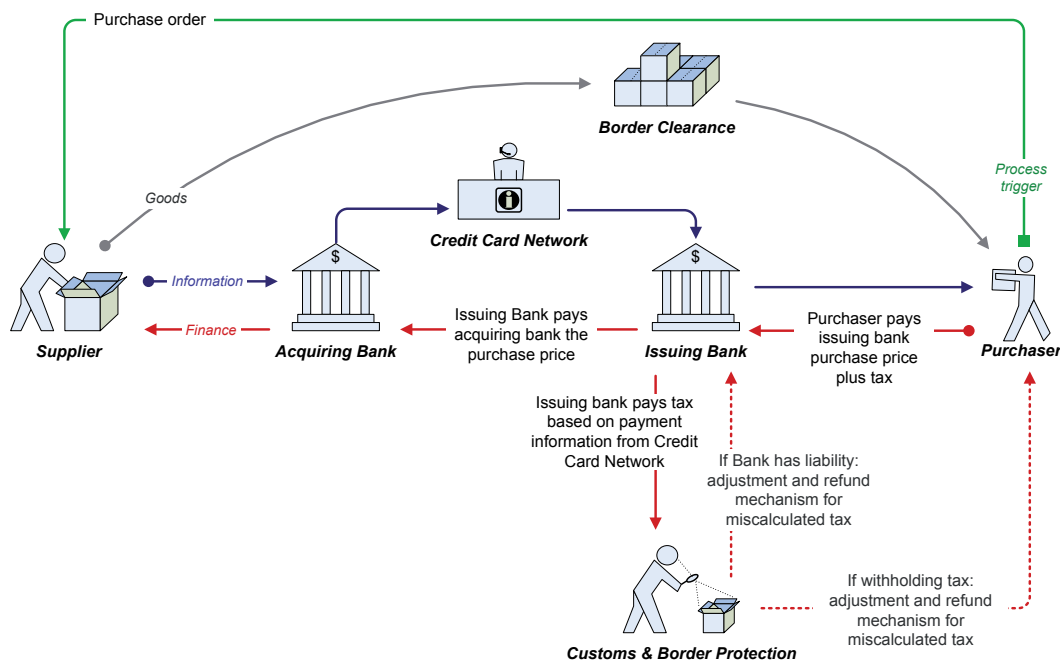 Purchase order
Border Clearance
Process
trigger
Goods
Credit Card Network
$
$
Information
Finance
Supplier
Acquiring Bank
Issuing Bank pays
acquiring bank the
purchase price
Issuing Bank
Purchaser pays
issuing bank
purchase price
plus tax
Purchaser
Issuing bank pays tax
based on payment
information from Credit
Card Network
If Bank has liability:
adjustment and refund
mechanism for
miscalculated tax
If withholding tax:
adjustment and refund
mechanism for
miscalculated tax
Customs & Border Protection